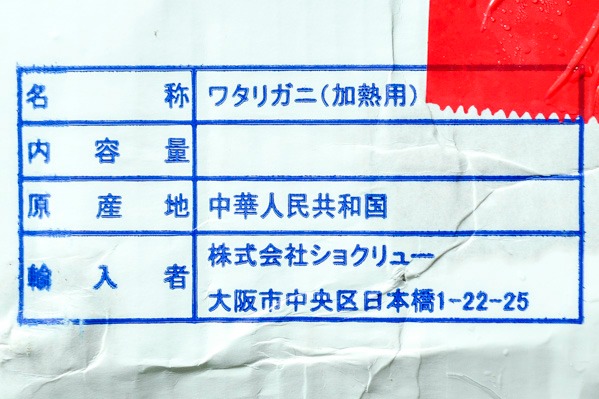 名称 ワタリガニ(加熱用)
内容量
原産地 中華人民共和国
輸入者 株式会社ショクリュー
大阪市中央区日本橋1-22-25